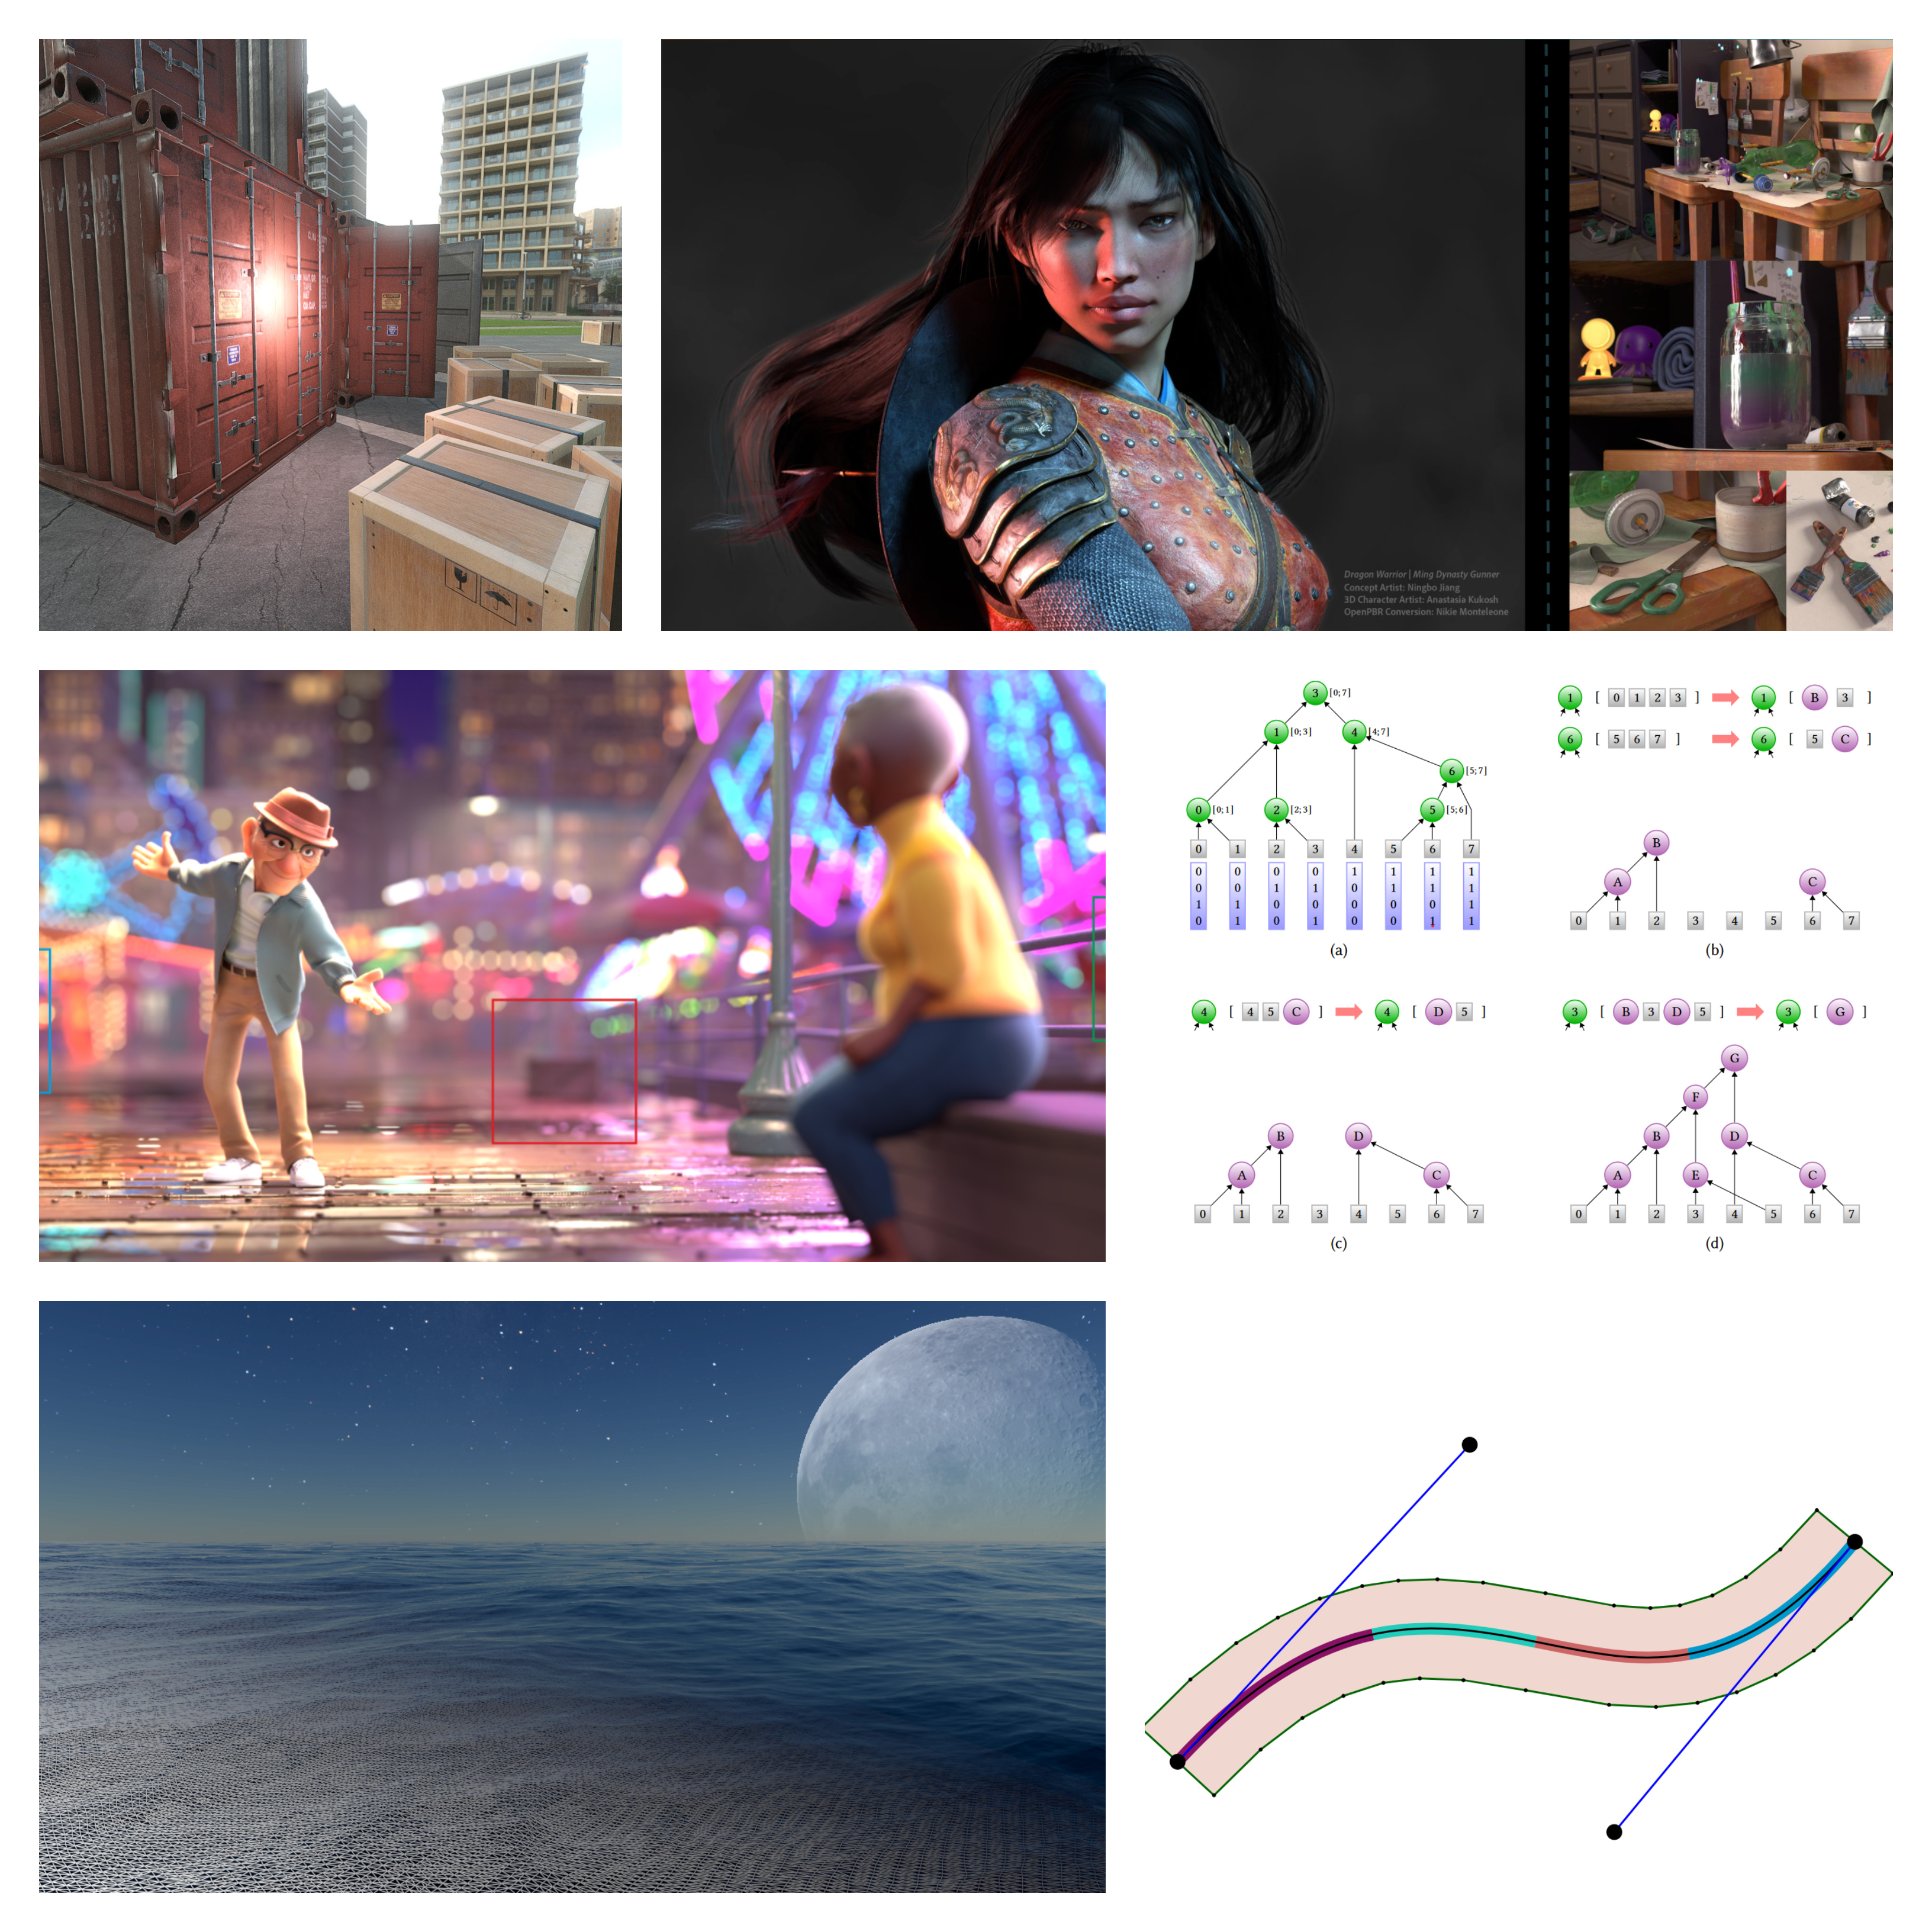 Dragon Warrior | Ming Dynasty Gunner
Concept Artist: Ningbo Jiang
3D Character Artist: Anastasia Kukosh
OpenPBR Conversion: Nikie Monteleone
3 [0;7]
1 [0;3] 4 [4;7]
6 [5;7]
0 [0;1] 2 [2;3] 5 [5;6]
0 1 2 3 4 5 6 7
0 0 0 0 1 1 1 1
0 0 1 1 0 0 1 1
1 1 0 0 0 0 0 1
0 1 0 1 0 0 1 1
(a)
1 [ 0 1 2 3 ] 1 [ B 3 ]
6 [ 5 6 7 ] 6 [ 5 C ]
B
A C
0 1 2 3 4 5 6 7
(b)
4 [ 4 5 C ] 4 [ D 5 ]
B D
A C
0 1 2 3 4 5 6 7
(c)
3 [ B 3 D 5 ] 3 [ G ]
G
F
B D
A E C
0 1 2 3 4 5 6 7
(d)